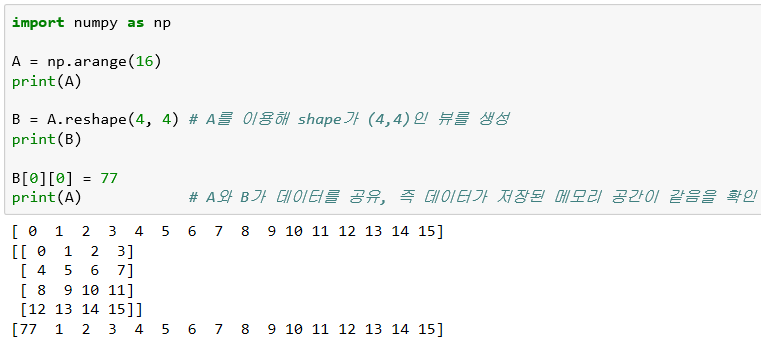 import numpy as np
A = np.arange(16)
print(A)
B = A.reshape(4, 4) # A를 이용해 shape가 (4,4)인 뷰를 생성
print(B)
B[0][0] = 77
print(A)            # A와 B가 데이터를 공유, 즉 데이터가 저장된 메모리 공간이 같음을 확인
[ 0  1  2  3  4  5  6  7  8  9 10 11 12 13 14 15]
[[ 0  1  2  3]
 [ 4  5  6  7]
 [ 8  9 10 11]
 [12 13 14 15]]
[77  1  2  3  4  5  6  7  8  9 10 11 12 13 14 15]